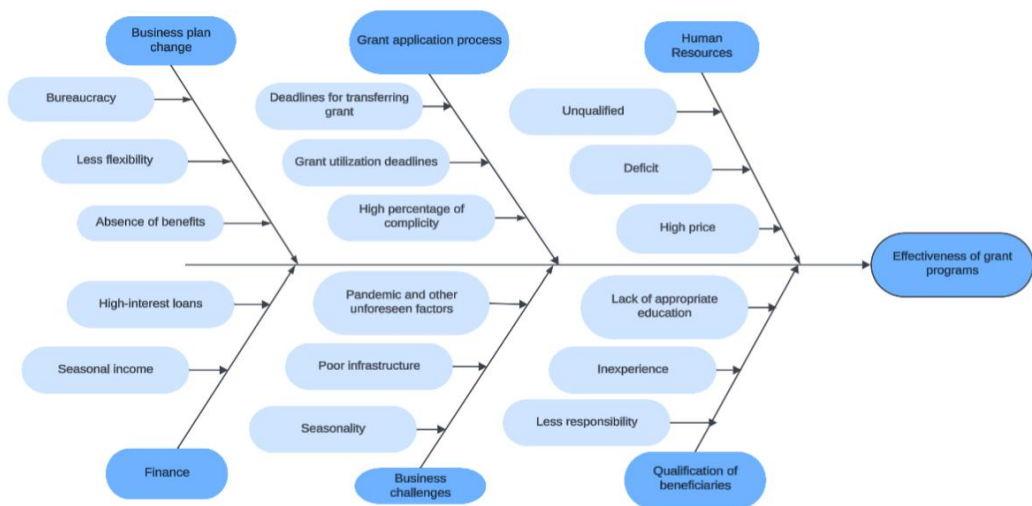 Business plan
change
Grant application process
Human
Resources
Bureaucracy
Deadlines for transferring
grant
Unqualified
Less flexibility
Grant utilization deadlines
Deficit
Absence of benefits
High percentage of
complicity
High price
Effectiveness of grant
programs
High-interest loans
Pandemic and other
unforeseen factors
Lack of appropriate
education
Seasonal income
Poor infrastructure
Inexperience
Seasonality
Less responsibility
Finance
Business
challenges
Qualification of
beneficiaries